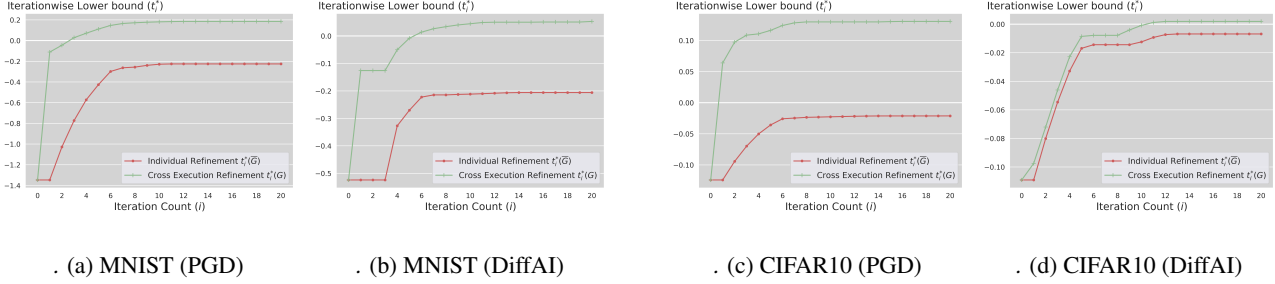 Iterationwise Lower bound (t_i^*)
0.2
0.0
−0.2
−0.4
−0.6
−0.8
−1.0
−1.2
−1.4
Individual Refinement t_i^*(G̅)
Cross Execution Refinement t_i^*(G)
0 2 4 6 8 10 12 14 16 18 20
Iteration Count (i)
. (a) MNIST (PGD)
Iterationwise Lower bound (t_i^*)
0.0
−0.1
−0.2
−0.3
−0.4
−0.5
Individual Refinement t_i^*(G̅)
Cross Execution Refinement t_i^*(G)
0 2 4 6 8 10 12 14 16 18 20
Iteration Count (i)
. (b) MNIST (DiffAI)
Iterationwise Lower bound (t_i^*)
0.10
0.05
0.00
−0.05
−0.10
Individual Refinement t_i^*(G̅)
Cross Execution Refinement t_i^*(G)
0 2 4 6 8 10 12 14 16 18 20
Iteration Count (i)
. (c) CIFAR10 (PGD)
Iterationwise Lower bound (t_i^*)
0.00
−0.02
−0.04
−0.06
−0.08
−0.10
Individual Refinement t_i^*(G̅)
Cross Execution Refinement t_i^*(G)
0 2 4 6 8 10 12 14 16 18 20
Iteration Count (i)
. (d) CIFAR10 (DiffAI)